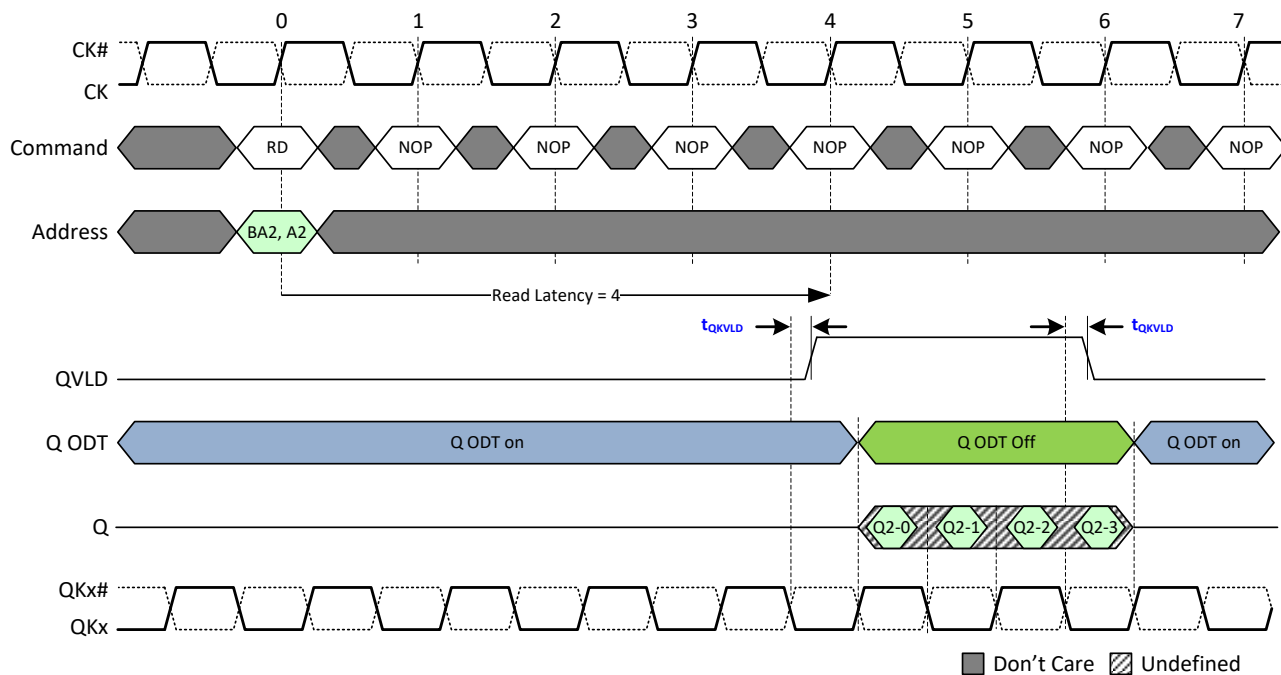 0 1 2 3 4 5 6 7
CK#
CK
Command RD NOP NOP NOP NOP NOP NOP NOP
Address BA2, A2
Read Latency = 4
tQKVLD tQKVLD
QVLD
Q ODT Q ODT on Q ODT Off Q ODT on
Q Q2-0 Q2-1 Q2-2 Q2-3
QKx#
QKx
Don't Care Undefined